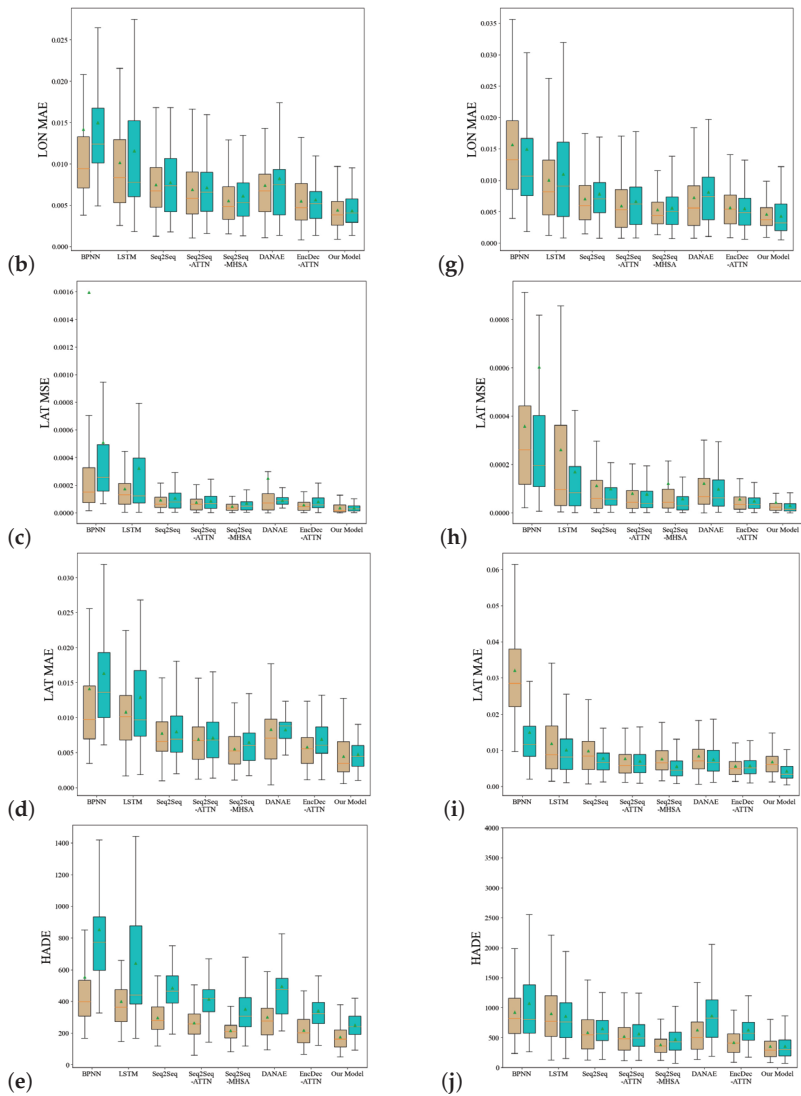 LON MAE
0.025
0.020
0.015
0.010
0.005
0.000
BPNN LSTM Seq2Seq Seq2Seq Seq2Seq DANAE EncDec Our Model
-ATTN -MHSA -ATTN
(b)
LON MAE
0.035
0.030
0.025
0.020
0.015
0.010
0.005
0.000
BPNN LSTM Seq2Seq Seq2Seq Seq2Seq DANAE EncDec Our Model
-ATTN -MHSA -ATTN
(g)
LAT MSE
0.0016
0.0014
0.0012
0.0010
0.0008
0.0006
0.0004
0.0002
0.0000
BPNN LSTM Seq2Seq Seq2Seq Seq2Seq DANAE EncDec Our Model
-ATTN -MHSA -ATTN
(c)
LAT MSE
0.0008
0.0006
0.0004
0.0002
0.0000
BPNN LSTM Seq2Seq Seq2Seq Seq2Seq DANAE EncDec Our Model
-ATTN -MHSA -ATTN
(h)
LAT MAE
0.030
0.025
0.020
0.015
0.010
0.005
0.000
BPNN LSTM Seq2Seq Seq2Seq Seq2Seq DANAE EncDec Our Model
-ATTN -MHSA -ATTN
(d)
LAT MAE
0.06
0.05
0.04
0.03
0.02
0.01
0.00
BPNN LSTM Seq2Seq Seq2Seq Seq2Seq DANAE EncDec Our Model
-ATTN -MHSA -ATTN
(i)
HADE
1400
1200
1000
800
600
400
200
0
BPNN LSTM Seq2Seq Seq2Seq Seq2Seq DANAE EncDec Our Model
-ATTN -MHSA -ATTN
(e)
HADE
4000
3500
3000
2500
2000
1500
1000
500
0
BPNN LSTM Seq2Seq Seq2Seq Seq2Seq DANAE EncDec Our Model
-ATTN -MHSA -ATTN
(j)